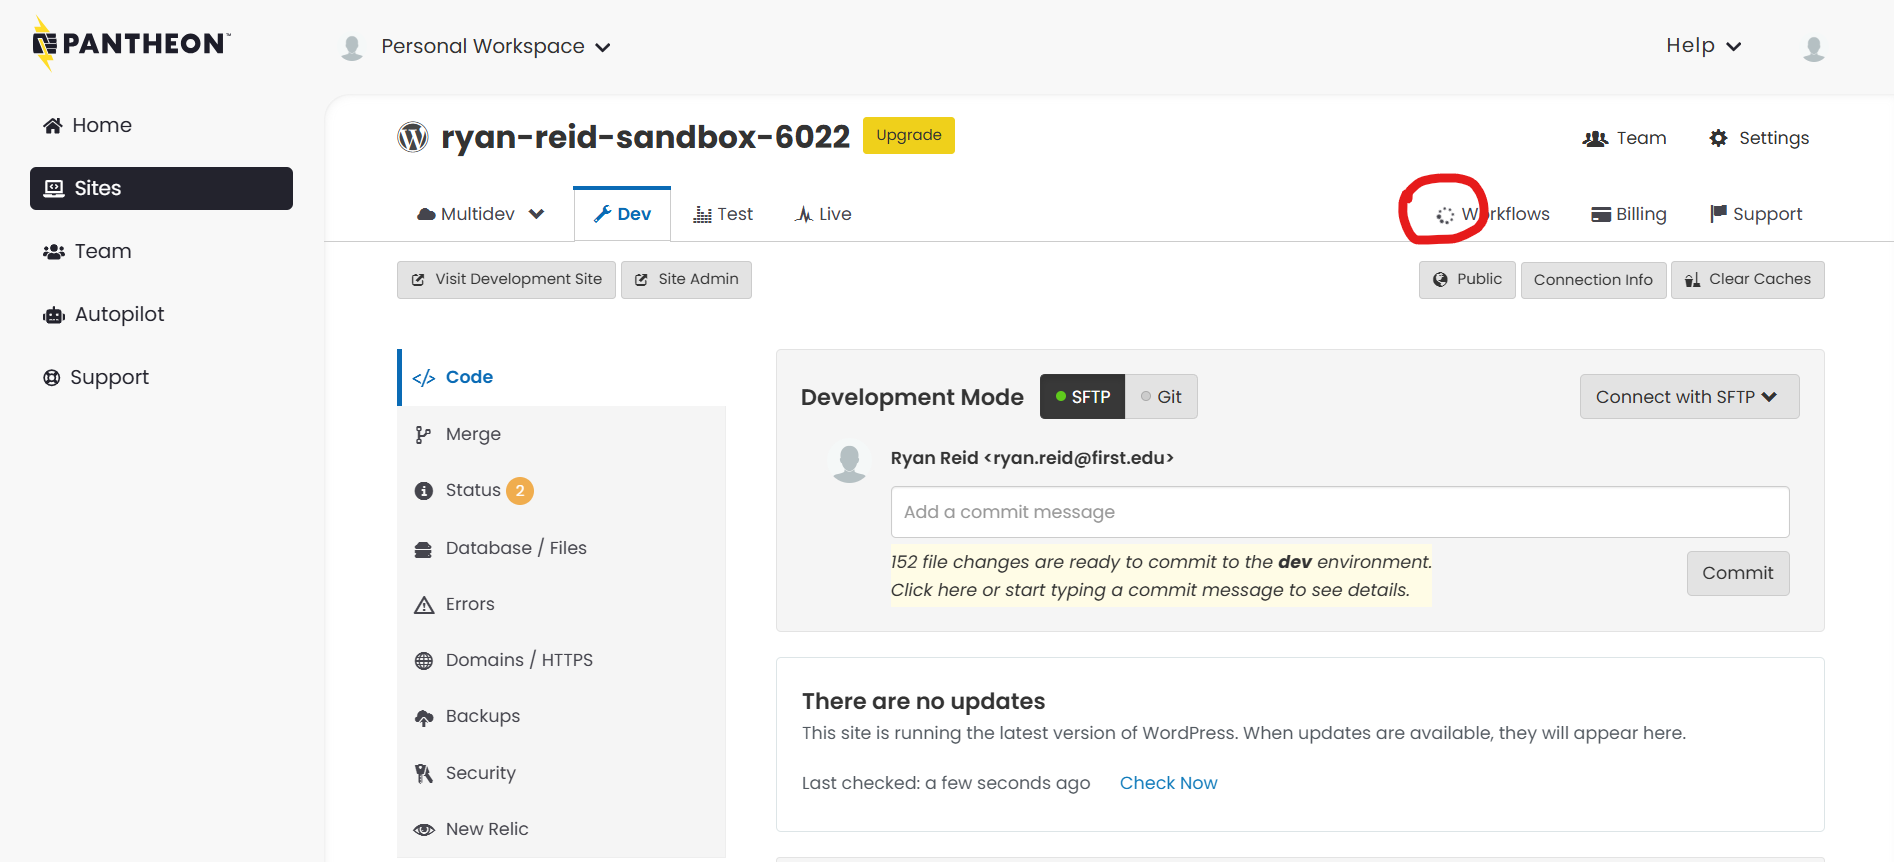 PANTHEON™
Personal Workspace
Help
Home
Sites
Team
Autopilot
Support
ryan-reid-sandbox-6022
Upgrade
Team
Settings
Multidev
Dev
Test
Live
Workflows
Billing
Support
Visit Development Site
Site Admin
Public
Connection Info
Clear Caches
Code
Merge
Status 2
Database / Files
Errors
Domains / HTTPS
Backups
Security
New Relic
Development Mode
SFTP
Git
Connect with SFTP
Ryan Reid <ryan.reid@first.edu>
Add a commit message
152 file changes are ready to commit to the dev environment.
Click here or start typing a commit message to see details.
Commit
There are no updates
This site is running the latest version of WordPress. When updates are available, they will appear here.
Last checked: a few seconds ago Check Now